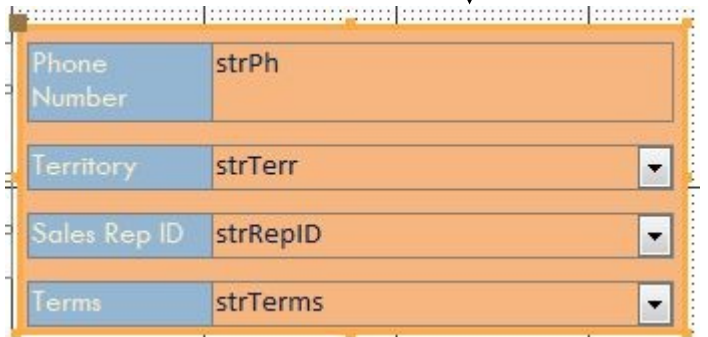 Phone Number strPh
Territory strTerr
Sales Rep ID strRepID
Terms strTerms